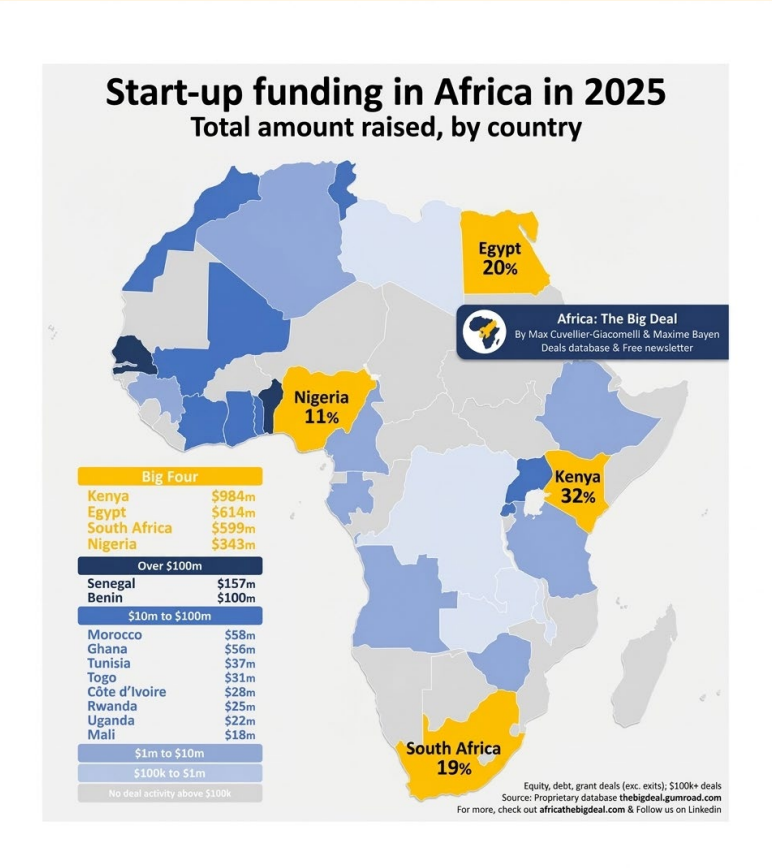 Start-up funding in Africa in 2025
Total amount raised, by country
Egypt
20%
Africa: The Big Deal
By Max Cuvellier-Giacomelli & Maxime Bayen
Deals database & Free newsletter
Nigeria
11%
Kenya
32%
Big Four
Kenya $984m
Egypt $614m
South Africa $599m
Nigeria $343m
Over $100m
Senegal $157m
Benin $100m
$10m to $100m
Morocco $58m
Ghana $56m
Tunisia $37m
Togo $31m
Côte d’Ivoire $28m
Rwanda $25m
Uganda $22m
Mali $18m
$1m to $10m
$100k to $1m
No deal activity above $100k
South Africa
19%
Equity, debt, grant deals (exc. exits); $100k+ deals
Source: Proprietary database thebigdeal.gumroad.com
For more, check out africathebigdeal.com & Follow us on Linkedin